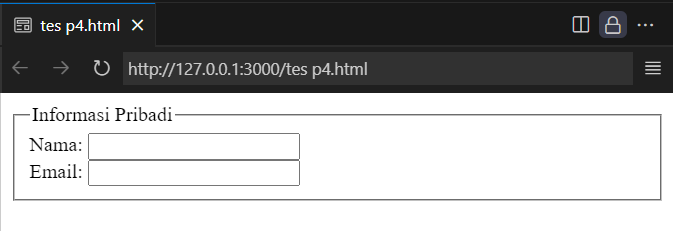 tes p4.html
http://127.0.0.1:3000/tes p4.html
Informasi Pribadi
Nama:
Email: